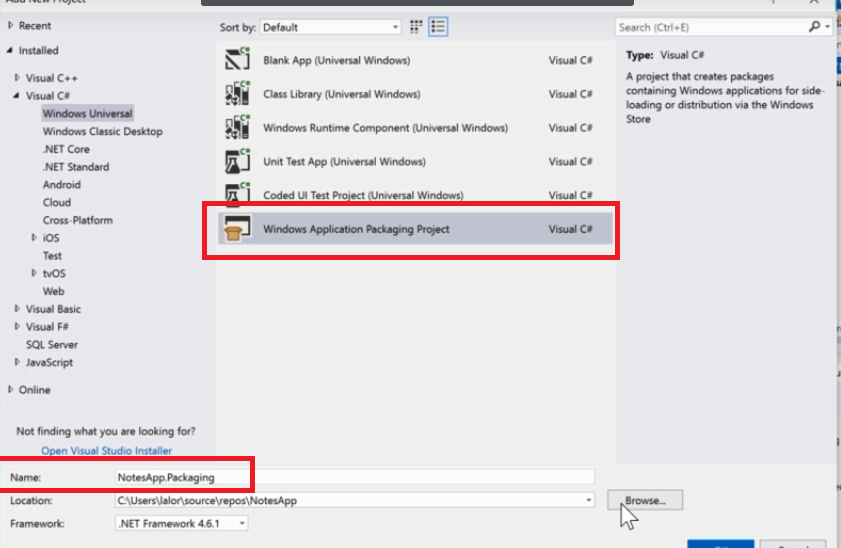 Add New Project
Recent
Installed
Visual C++
Visual C#
Windows Universal
Windows Classic Desktop
.NET Core
.NET Standard
Android
Cloud
Cross-Platform
iOS
Test
tvOS
Web
Visual Basic
Visual F#
SQL Server
JavaScript
Online
Not finding what you are looking for?
Open Visual Studio Installer
Sort by: Default
Blank App (Universal Windows) Visual C#
Class Library (Universal Windows) Visual C#
Windows Runtime Component (Universal Windows) Visual C#
Unit Test App (Universal Windows) Visual C#
Coded UI Test Project (Universal Windows) Visual C#
Windows Application Packaging Project Visual C#
Search (Ctrl+E)
Type: Visual C#
A project that creates packages
containing Windows applications for side-
loading or distribution via the Windows
Store
Name: NotesApp.Packaging
Location: C:\Users\lalor\source\repos\NotesApp
Browse...
Framework: .NET Framework 4.6.1